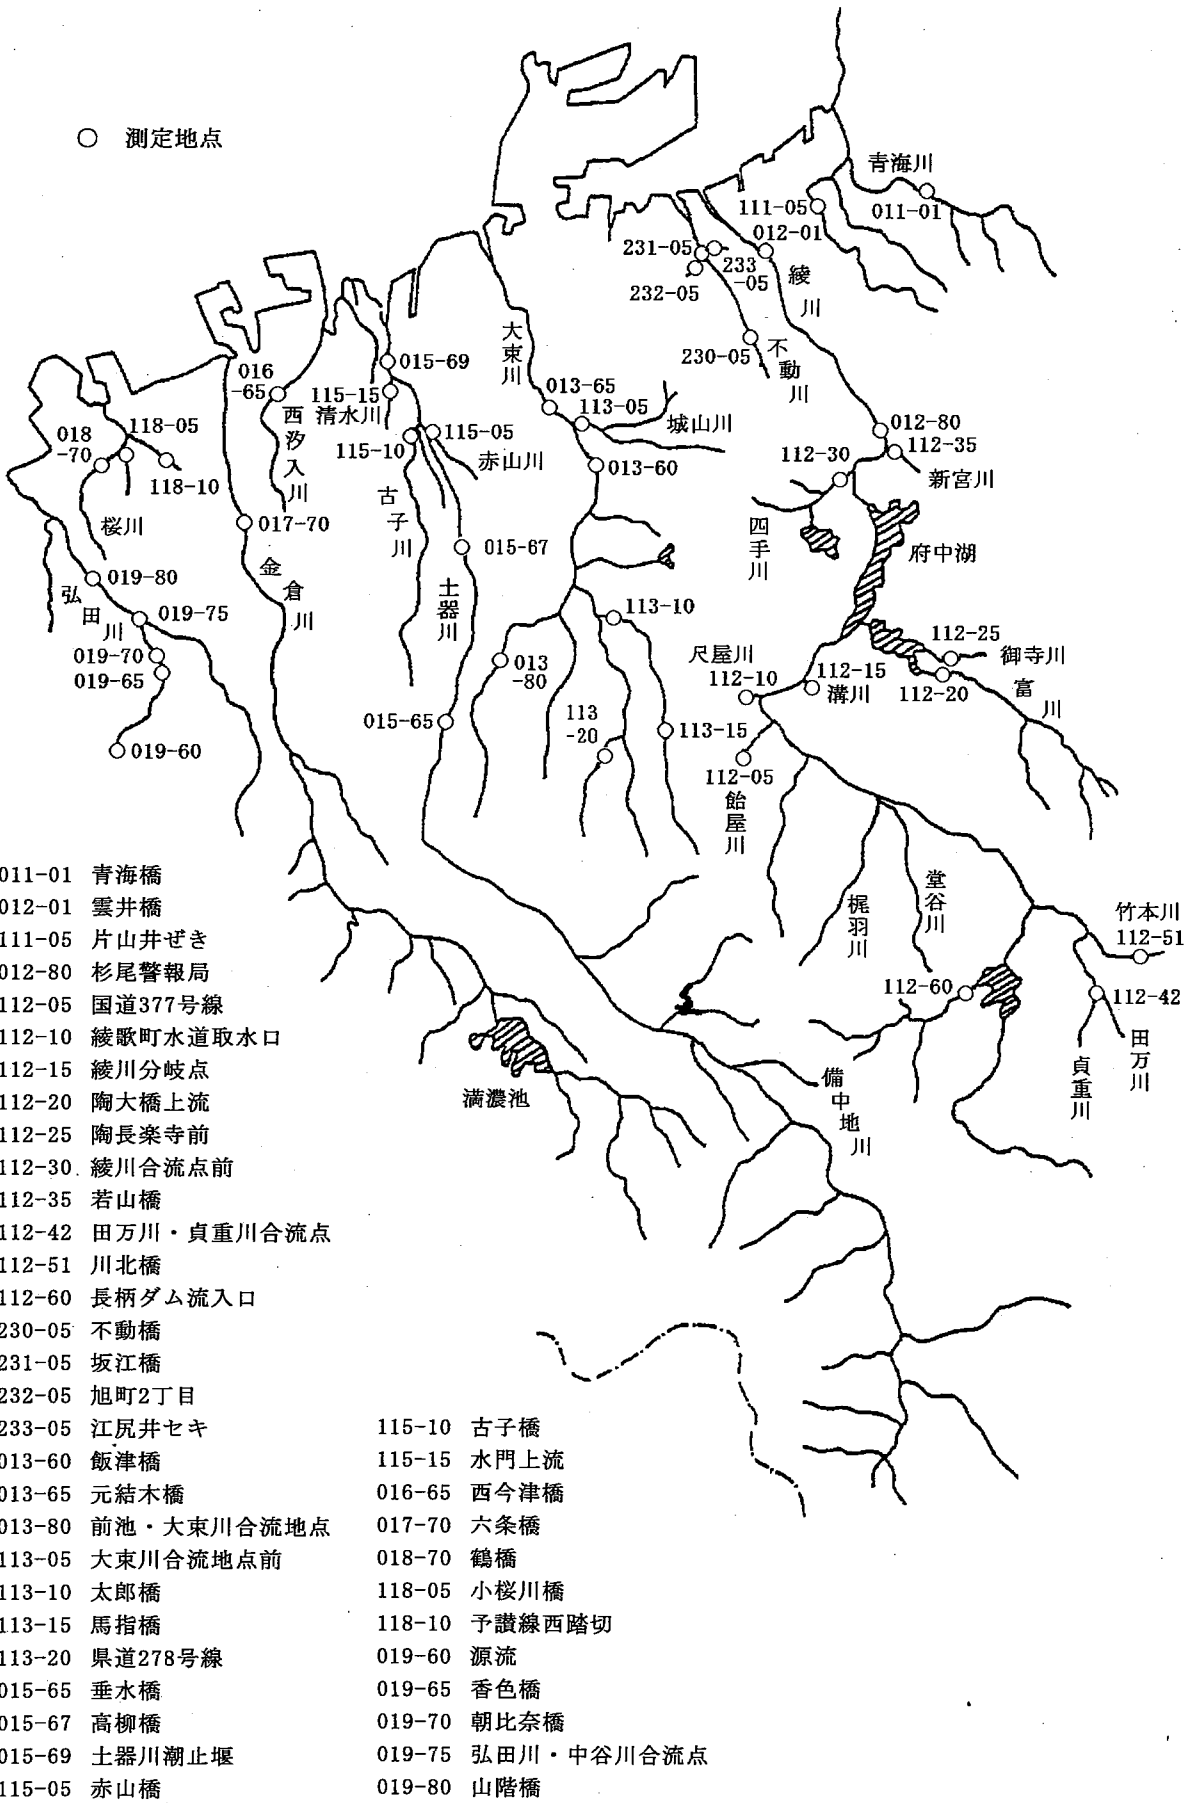 ○ 測定地点
青海川
011-01
111-05
012-01
綾川
231-05
233-05
232-05
230-05
不動川
大束川
016-65
西汐入川
015-69
115-15
清水川
013-65
113-05
城山川
018-70
118-05
118-10
桜川
115-10
115-05
赤山川
古子川
013-60
012-80
112-35
新宮川
112-30
四手川
府中湖
017-70
金倉川
015-67
土器川
019-80
弘田川
019-75
019-70
019-65
019-60
113-10
013-80
015-65
113-20
113-15
尺屋川
112-10
112-15
溝川
112-25
御寺川
112-20
富川
112-05
飴屋川
梶羽川
堂谷川
竹本川
112-51
112-60
112-42
田万川
貞重川
満濃池
備中地川
011-01 青海橋
012-01 雲井橋
111-05 片山井ぜき
012-80 杉尾警報局
112-05 国道377号線
112-10 綾歌町水道取水口
112-15 綾川分岐点
112-20 陶大橋上流
112-25 陶長楽寺前
112-30 綾川合流点前
112-35 若山橋
112-42 田万川・貞重川合流点
112-51 川北橋
112-60 長柄ダム流入口
230-05 不動橋
231-05 坂江橋
232-05 旭町2丁目
233-05 江尻井セキ
013-60 飯津橋
013-65 元結木橋
013-80 前池・大束川合流地点
113-05 大束川合流地点前
113-10 太郎橋
113-15 馬指橋
113-20 県道278号線
015-65 垂水橋
015-67 高柳橋
015-69 土器川潮止堰
115-05 赤山橋
115-10 古子橋
115-15 水門上流
016-65 西今津橋
017-70 六条橋
018-70 鶴橋
118-05 小桜川橋
118-10 予讃線西踏切
019-60 源流
019-65 香色橋
019-70 朝比奈橋
019-75 弘田川・中谷川合流点
019-80 山階橋